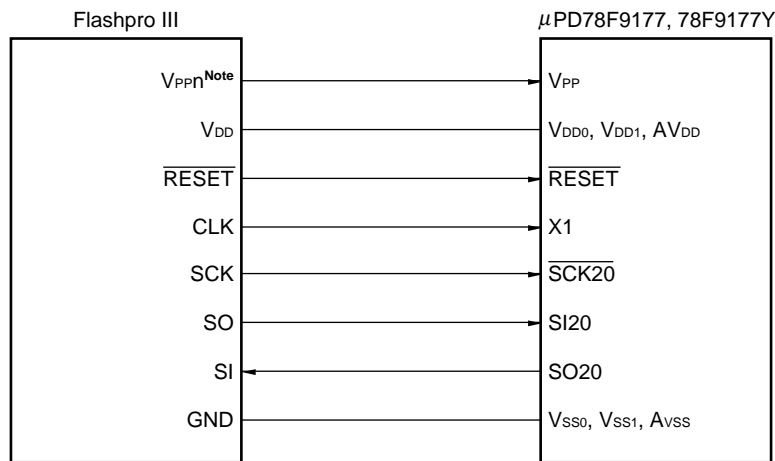 Flashpro III
µPD78F9177, 78F9177Y
VPPn Note
VPP
VDD
VDD0, VDD1, AVDD
RESET
RESET
CLK
X1
SCK
SCK20
SO
SI20
SI
SO20
GND
VSS0, VSS1, AVSS